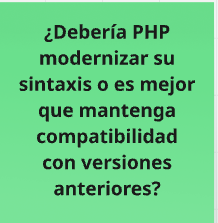 ¿Debería PHP
modernizar su
sintaxis o es mejor
que mantenga
compatibilidad
con versiones
anteriores?